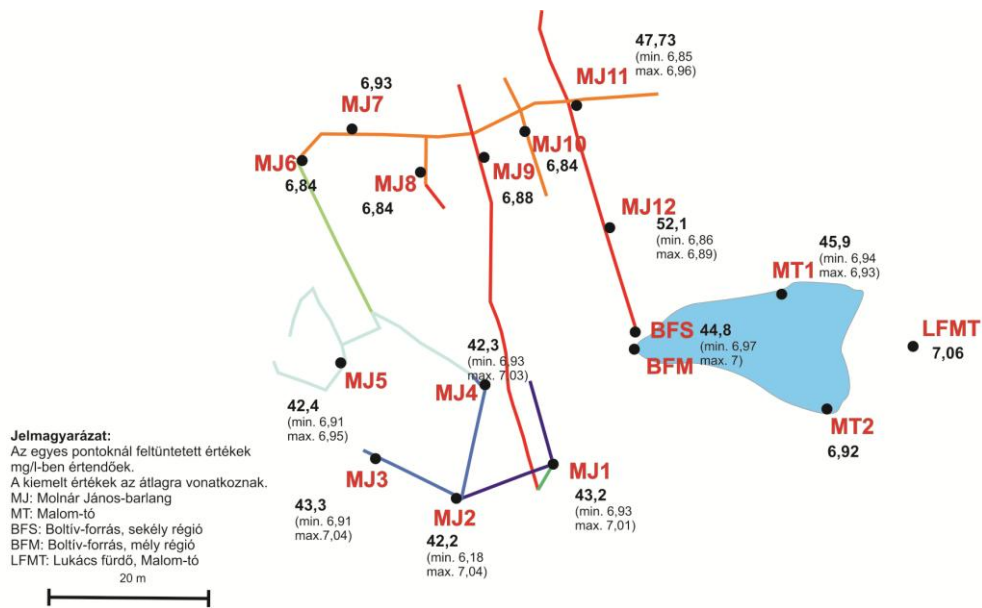 47,73
(min. 6,85
max. 6,96)
MJ11
6,93
MJ7
MJ10
6,84
MJ6
6,84
MJ8
6,84
MJ9
6,88
MJ12
52,1
(min. 6,86
max. 6,89)
45,9
(min. 6,94
max. 6,93)
MT1
BFS
BFM
44,8
(min. 6,97
max. 7)
LFMT
7,06
42,3
(min. 6,93
max. 7,03)
MJ4
MJ5
42,4
(min. 6,91
max. 6,95)
MT2
6,92
MJ3
43,3
(min. 6,91
max.7,04)
MJ2
42,2
(min. 6,18
max. 7,04)
MJ1
43,2
(min. 6,93
max. 7,01)
Jelmagyarázat:
Az egyes pontoknál feltüntetett értékek
mg/l-ben értendőek.
A kiemelt értékek az átlagra vonatkoznak.
MJ: Molnár János-barlang
MT: Malom-tó
BFS: Boltív-forrás, sekély régió
BFM: Boltív-forrás, mély régió
LFMT: Lukács fürdő, Malom-tó
20 m